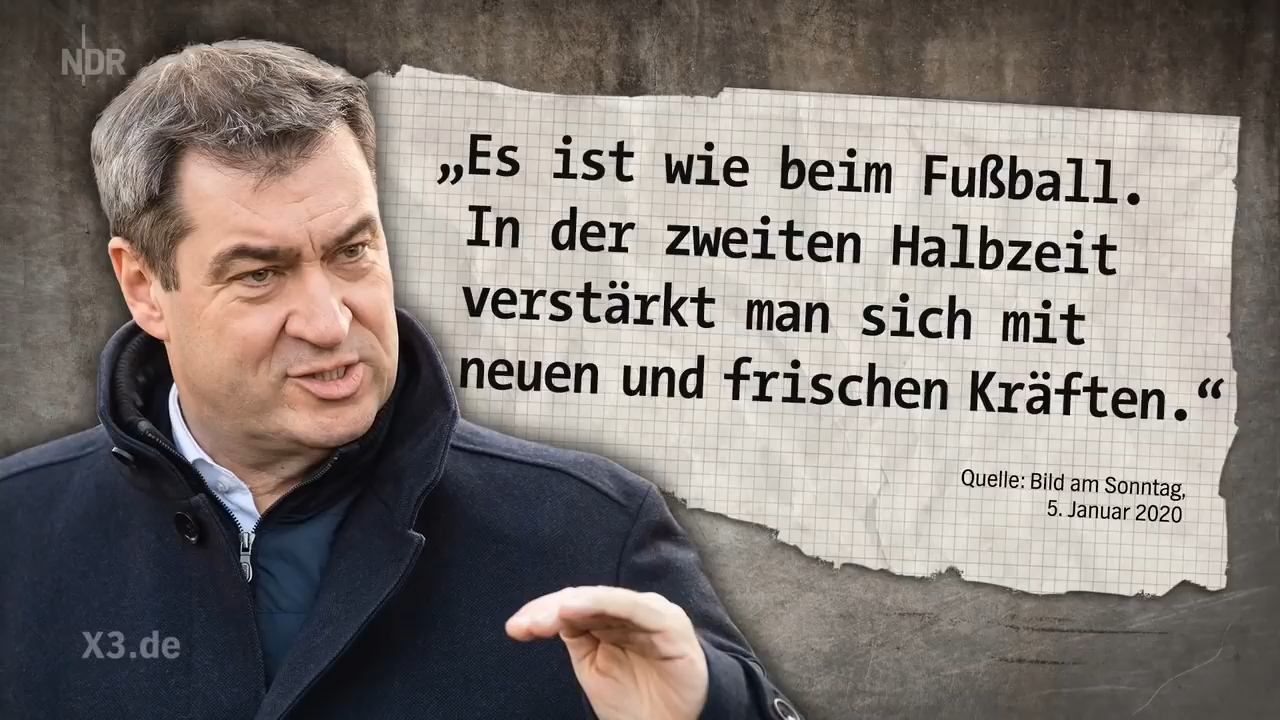 NDR
„Es ist wie beim Fußball.
In der zweiten Halbzeit
verstärkt man sich mit
neuen und frischen Kräften.“
Quelle: Bild am Sonntag,
5. Januar 2020
X3.de